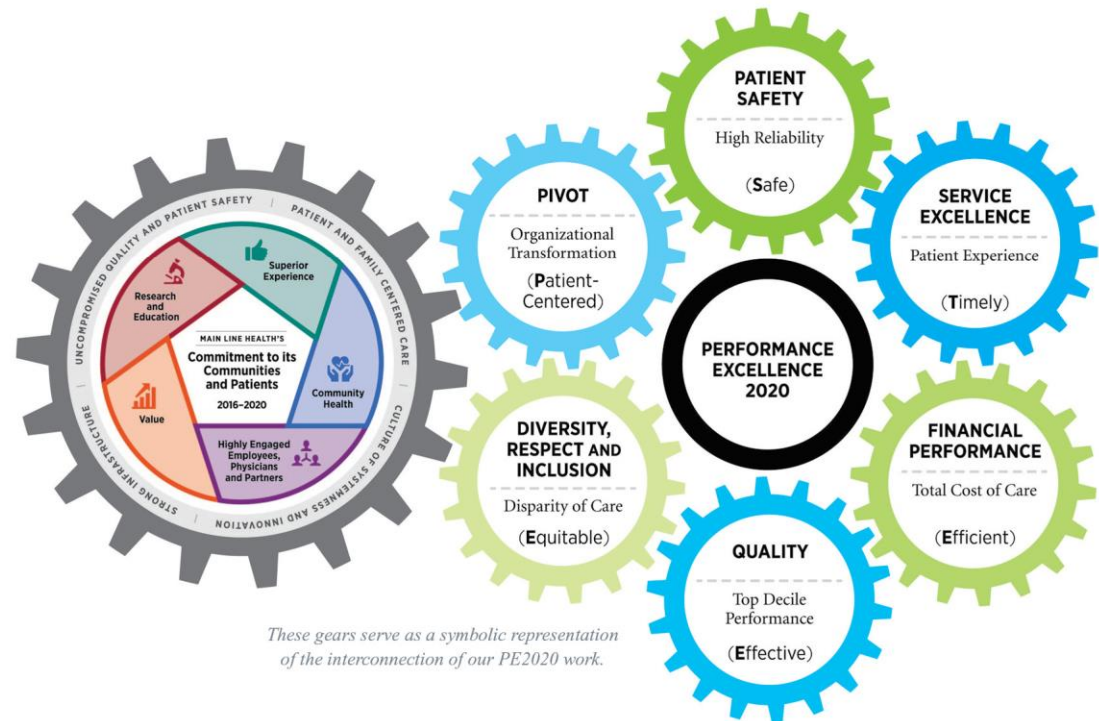 UNCOMPROMISED QUALITY AND PATIENT SAFETY
PATIENT AND FAMILY CENTERED CARE
CULTURE OF SYSTEMNESS AND INNOVATION
STRONG INFRASTRUCTURE
Superior
Experience
Research
and
Education
MAIN LINE HEALTH'S
Commitment to its
Communities
and Patients
2016–2020
Community
Health
Value
Highly Engaged
Employees,
Physicians
and Partners
PATIENT
SAFETY
High Reliability
(Safe)
PIVOT
Organizational
Transformation
(Patient-
Centered)
SERVICE
EXCELLENCE
Patient Experience
(Timely)
PERFORMANCE
EXCELLENCE
2020
DIVERSITY,
RESPECT AND
INCLUSION
Disparity of Care
(Equitable)
FINANCIAL
PERFORMANCE
Total Cost of Care
(Efficient)
QUALITY
Top Decile
Performance
(Effective)
These gears serve as a symbolic representation
of the interconnection of our PE2020 work.